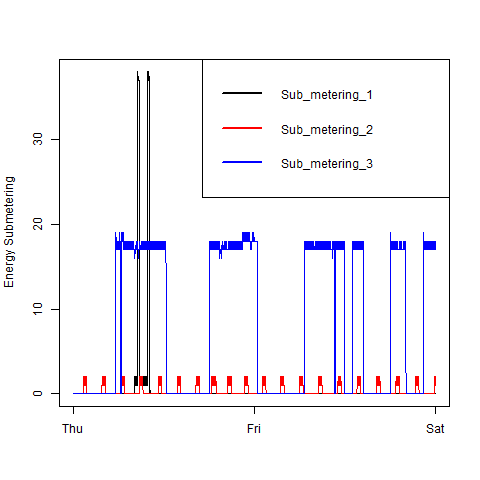 Sub_metering_1
Sub_metering_2
Sub_metering_3
Energy Submetering
30
20
10
0
Thu Fri Sat